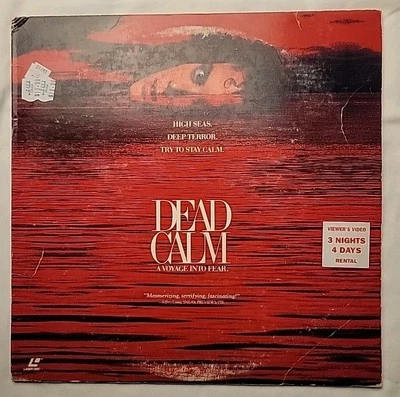 HIGH SEAS.
DEEP TERROR.
TRY TO STAY CALM.
DEAD
CALM
A VOYAGE INTO FEAR.
VIEWER'S VIDEO
3 NIGHTS
4 DAYS
RENTAL
"Mesmerizing, terrifying, fascinating!"